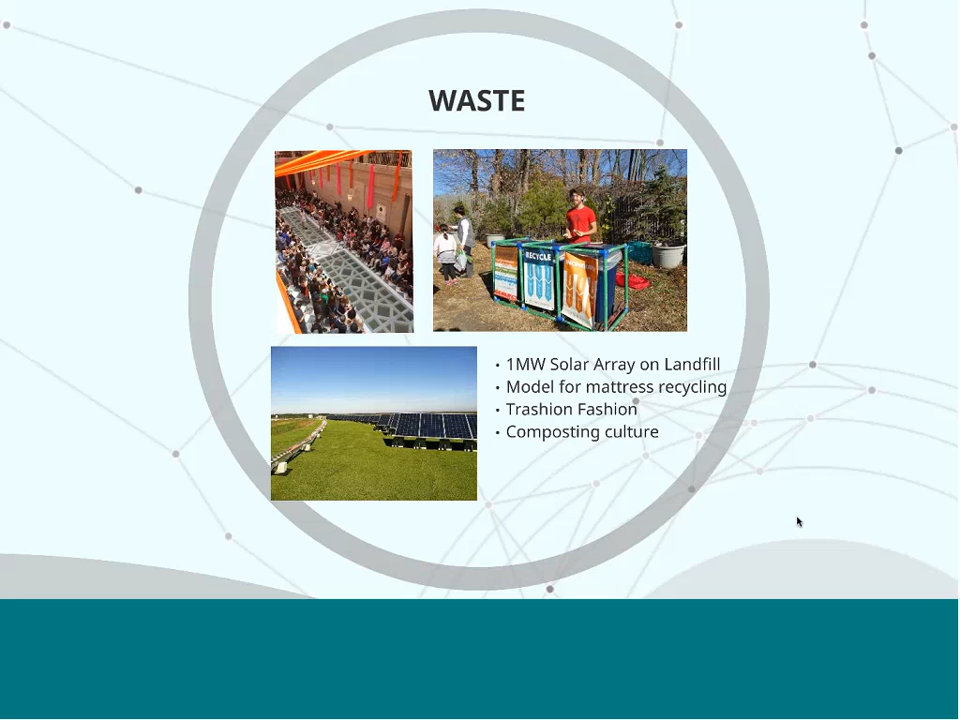 WASTE
RECYCLE
• 1MW Solar Array on Landfill
• Model for mattress recycling
• Trashion Fashion
• Composting culture